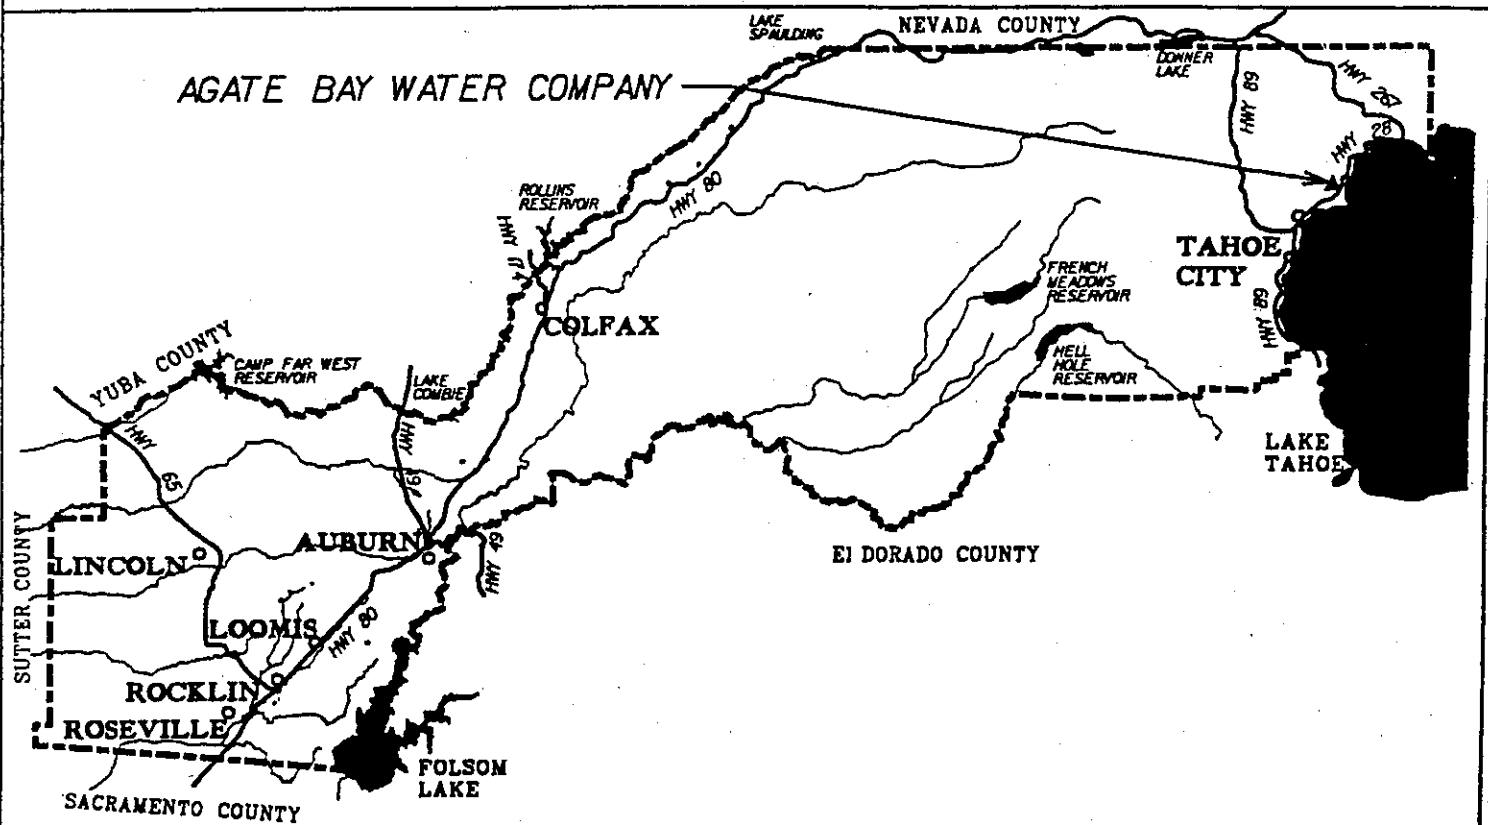 LAKE
SPAULDING
NEVADA COUNTY
DONNER
LAKE
AGATE BAY WATER COMPANY
HWY 89
HWY 267
HWY 28
ROLLINS
RESERVOIR
HWY 80
HWY 174
TAHOE
CITY
FRENCH
MEADOWS
RESERVOIR
HWY 89
COLFAX
YUBA COUNTY
CAMP FAR WEST
RESERVOIR
LAKE
COMBIE
HELL
HOLE
RESERVOIR
HWY 65
HWY 49
LAKE
TAHOE
SUTTER COUNTY
LINCOLN
AUBURN
HWY 49
El DORADO COUNTY
LOOMIS
HWY 80
ROCKLIN
ROSEVILLE
FOLSOM
LAKE
SACRAMENTO COUNTY